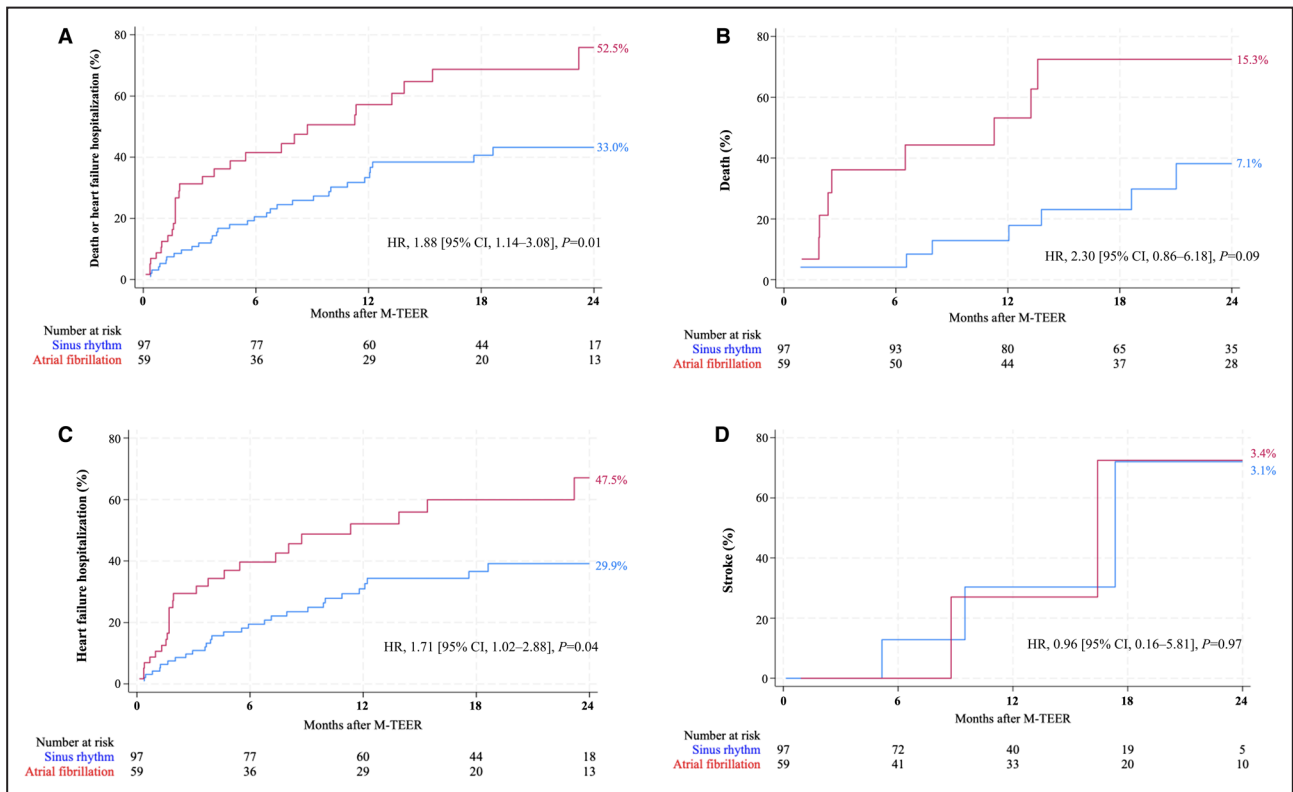 A
Death or heart failure hospitalization (%)
80
60
40
20
0
52.5%
33.0%
HR, 1.88 [95% CI, 1.14–3.08], P=0.01
0 6 12 18 24
Months after M-TEER
Number at risk
Sinus rhythm 97 77 60 44 17
Atrial fibrillation 59 36 29 20 13
B
Death (%)
80
60
40
20
0
15.3%
7.1%
HR, 2.30 [95% CI, 0.86–6.18], P=0.09
0 6 12 18 24
Months after M-TEER
Number at risk
Sinus rhythm 97 93 80 65 35
Atrial fibrillation 59 50 44 37 28
C
Heart failure hospitalization (%)
80
60
40
20
0
47.5%
29.9%
HR, 1.71 [95% CI, 1.02–2.88], P=0.04
0 6 12 18 24
Months after M-TEER
Number at risk
Sinus rhythm 97 77 60 44 18
Atrial fibrillation 59 36 29 20 13
D
Stroke (%)
80
60
40
20
0
3.4%
3.1%
HR, 0.96 [95% CI, 0.16–5.81], P=0.97
0 6 12 18 24
Months after M-TEER
Number at risk
Sinus rhythm 97 72 40 19 5
Atrial fibrillation 59 41 33 20 10